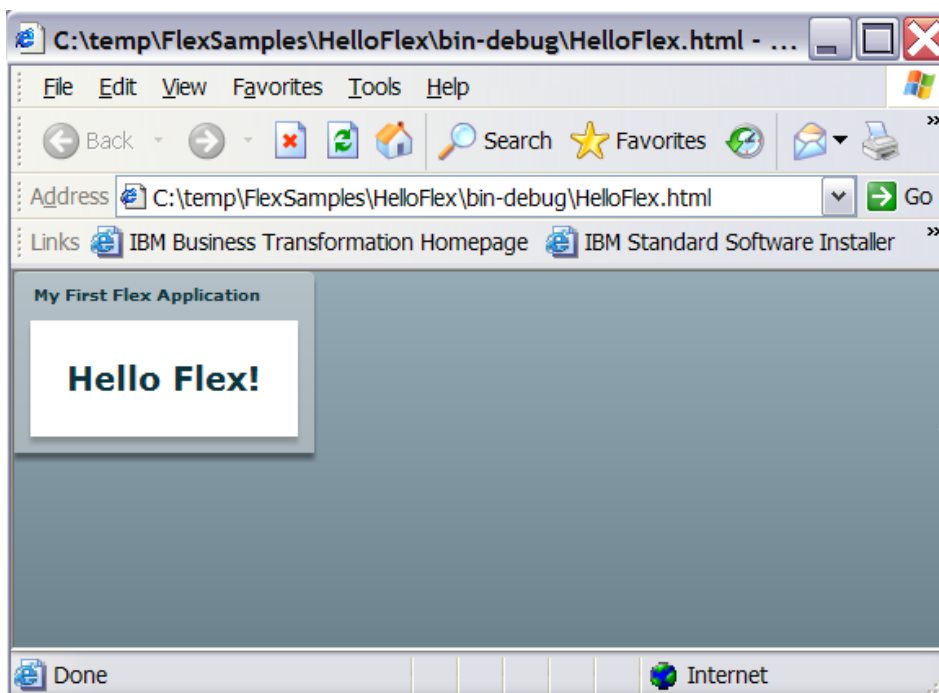 C:\temp\FlexSamples\HelloFlex\bin-debug\HelloFlex.html - ...
File Edit View Favorites Tools Help
Back Search Favorites »
Address C:\temp\FlexSamples\HelloFlex\bin-debug\HelloFlex.html Go
Links IBM Business Transformation Homepage IBM Standard Software Installer »
My First Flex Application
Hello Flex!
Done Internet